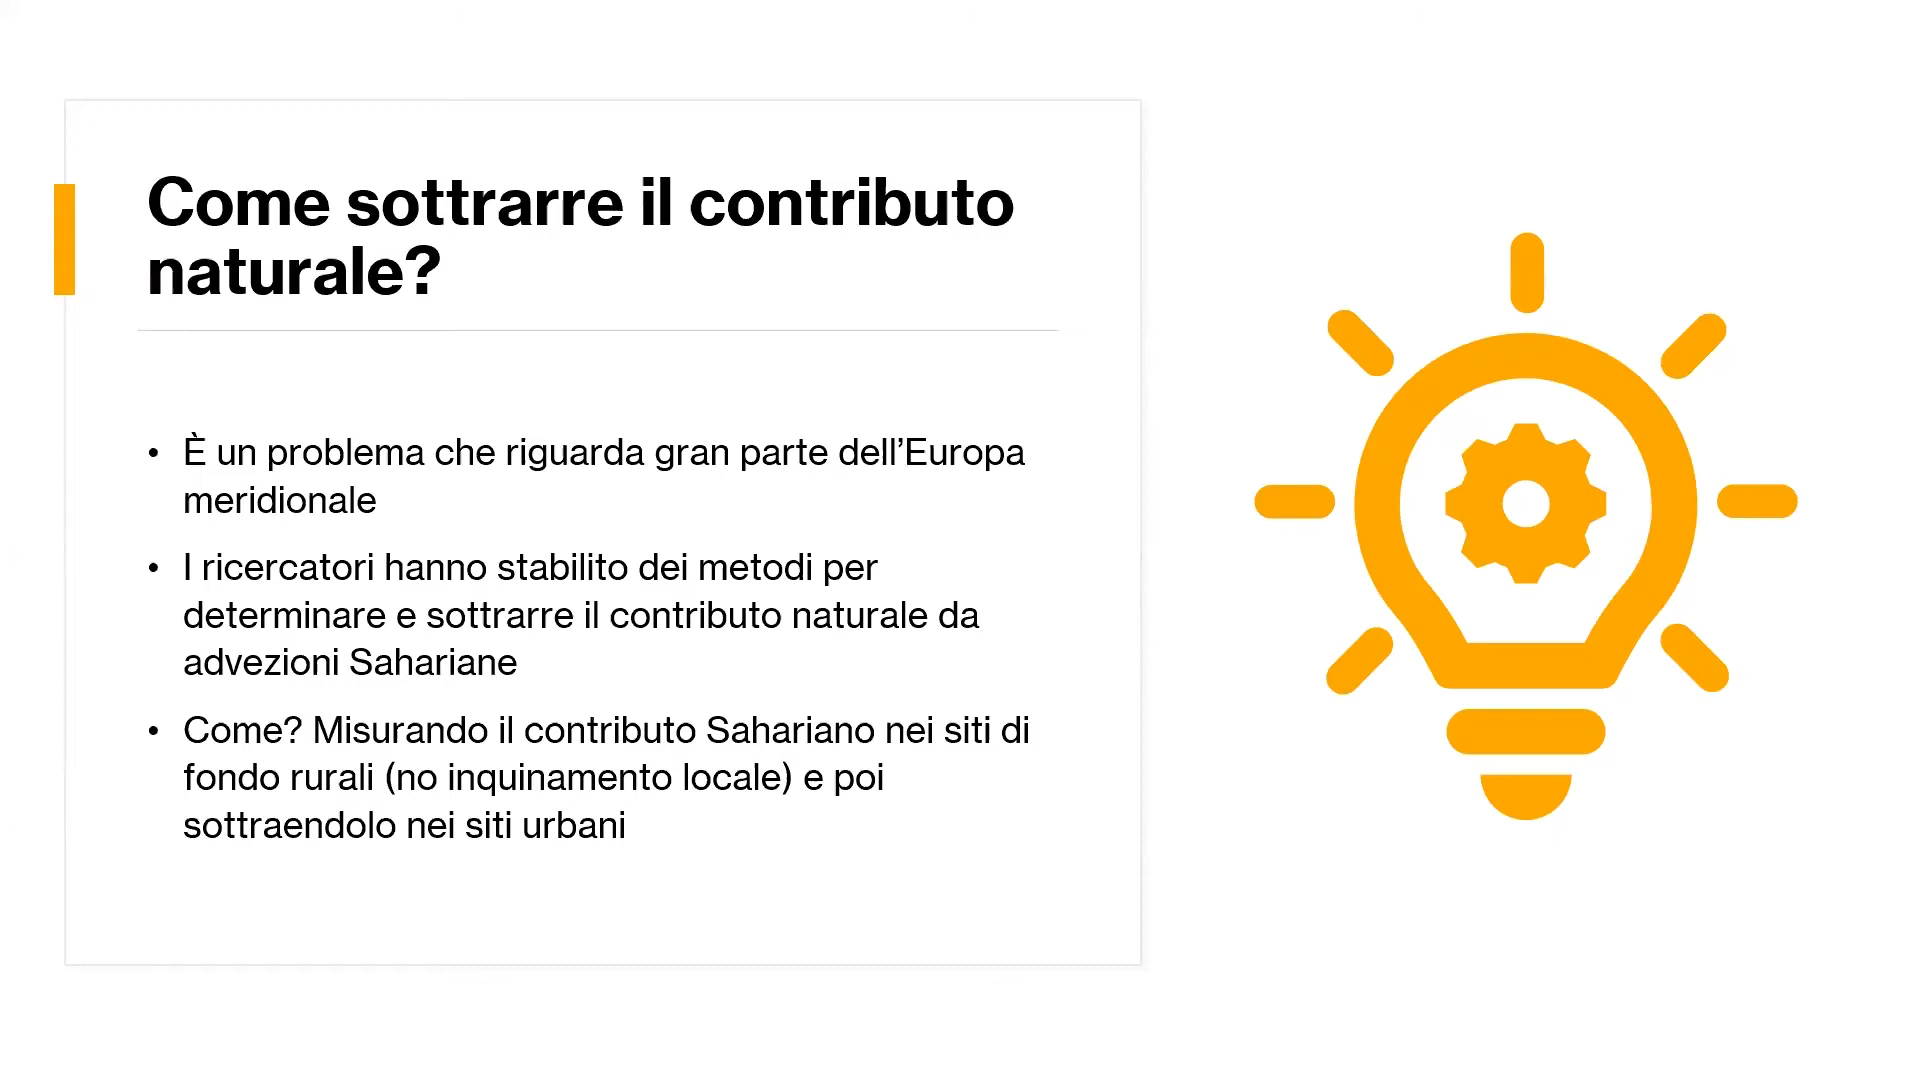 Come sottrarre il contributo
naturale?
• È un problema che riguarda gran parte dell’Europa
meridionale
• I ricercatori hanno stabilito dei metodi per
determinare e sottrarre il contributo naturale da
advezioni Sahariane
• Come? Misurando il contributo Sahariano nei siti di
fondo rurali (no inquinamento locale) e poi
sottraendolo nei siti urbani